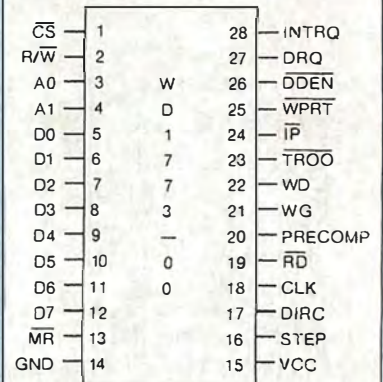 CS 1 28 INTRQ
R/W 2 27 DRQ
A0 3 W 26 DDEN
A1 4 D 25 WPRT
D0 5 1 24 IP
D1 6 7 23 TROO
D2 7 7 22 WD
D3 8 3 21 WG
D4 9 — 20 PRECOMP
D5 10 0 19 RD
D6 11 0 18 CLK
D7 12 17 DIRC
MR 13 16 STEP
GND 14 15 VCC